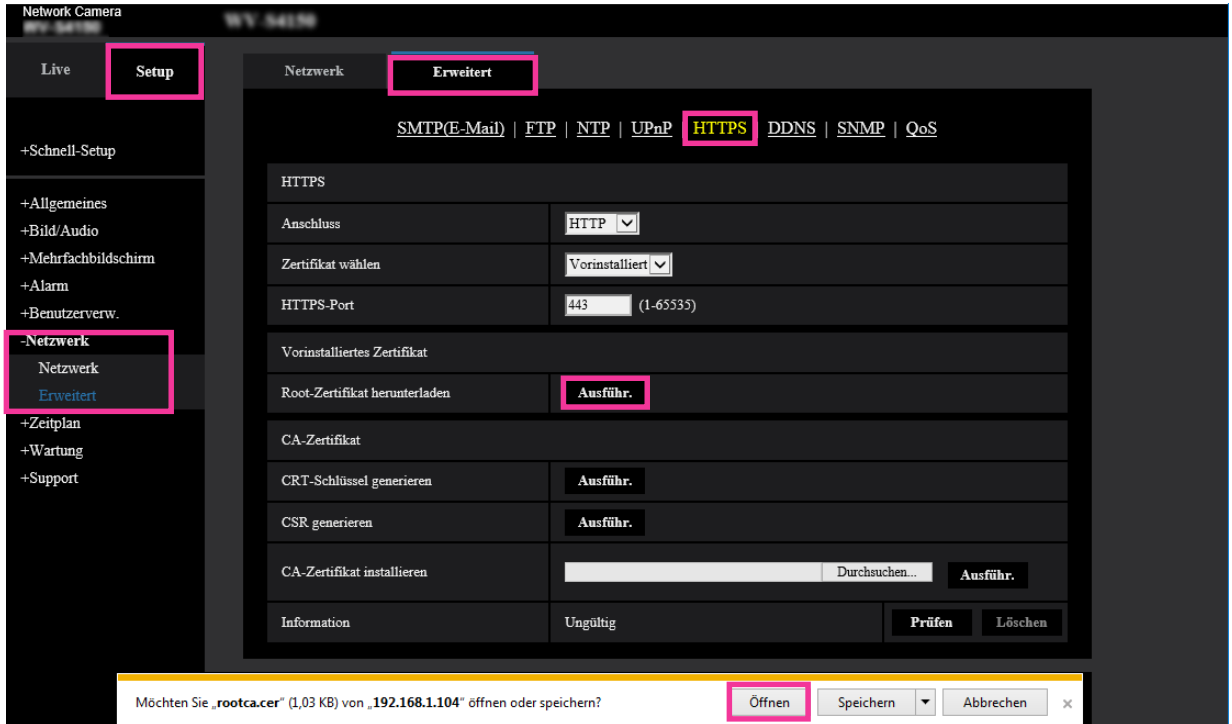 Network Camera
Live
Setup
Netzwerk
Erweitert
SMTP(E-Mail) | FTP | NTP | UPnP | HTTPS | DDNS | SNMP | QoS
+Schnell-Setup
+Allgemeines
+Bild/Audio
+Mehrfachbildschirm
+Alarm
+Benutzerverw.
-Netzwerk
Netzwerk
Erweitert
+Zeitplan
+Wartung
+Support
HTTPS
Anschluss HTTP
Zertifikat wählen Vorinstalliert
HTTPS-Port 443 (1-65535)
Vorinstalliertes Zertifikat
Root-Zertifikat herunterladen Ausführ.
CA-Zertifikat
CRT-Schlüssel generieren Ausführ.
CSR generieren Ausführ.
CA-Zertifikat installieren Durchsuchen... Ausführ.
Information Ungültig Prüfen Löschen
Möchten Sie „rootca.cer“ (1,03 KB) von „192.168.1.104“ öffnen oder speichern? Öffnen Speichern Abbrechen ×